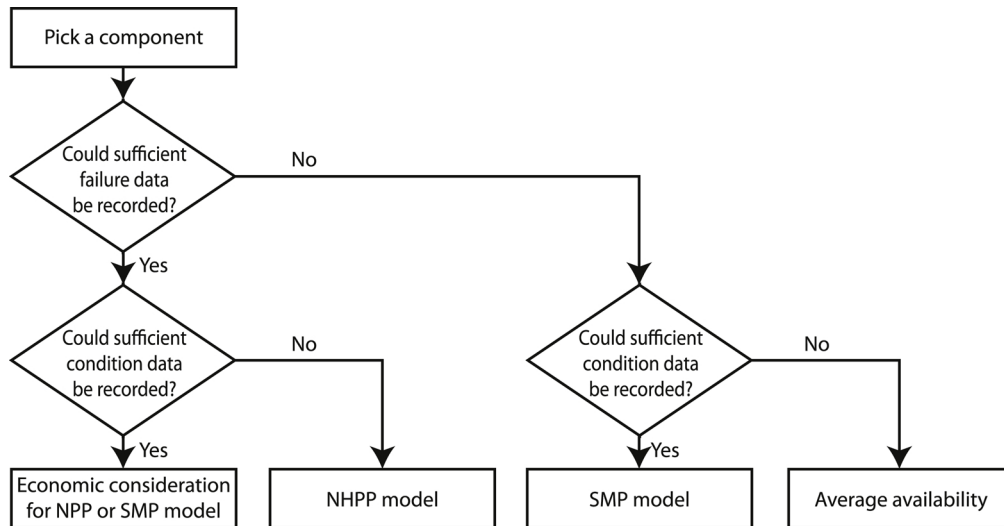 Pick a component
Could sufficient
failure data
be recorded?
No
Yes
Could sufficient
condition data
be recorded?
No
Could sufficient
condition data
be recorded?
No
Yes
Yes
Economic consideration
for NPP or SMP model
NHPP model
SMP model
Average availability